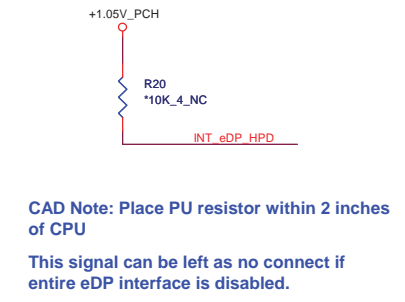 +1.05V_PCH
R20
*10K_4_NC
INT_eDP_HPD
CAD Note: Place PU resistor within 2 inches
of CPU
This signal can be left as no connect if
entire eDP interface is disabled.